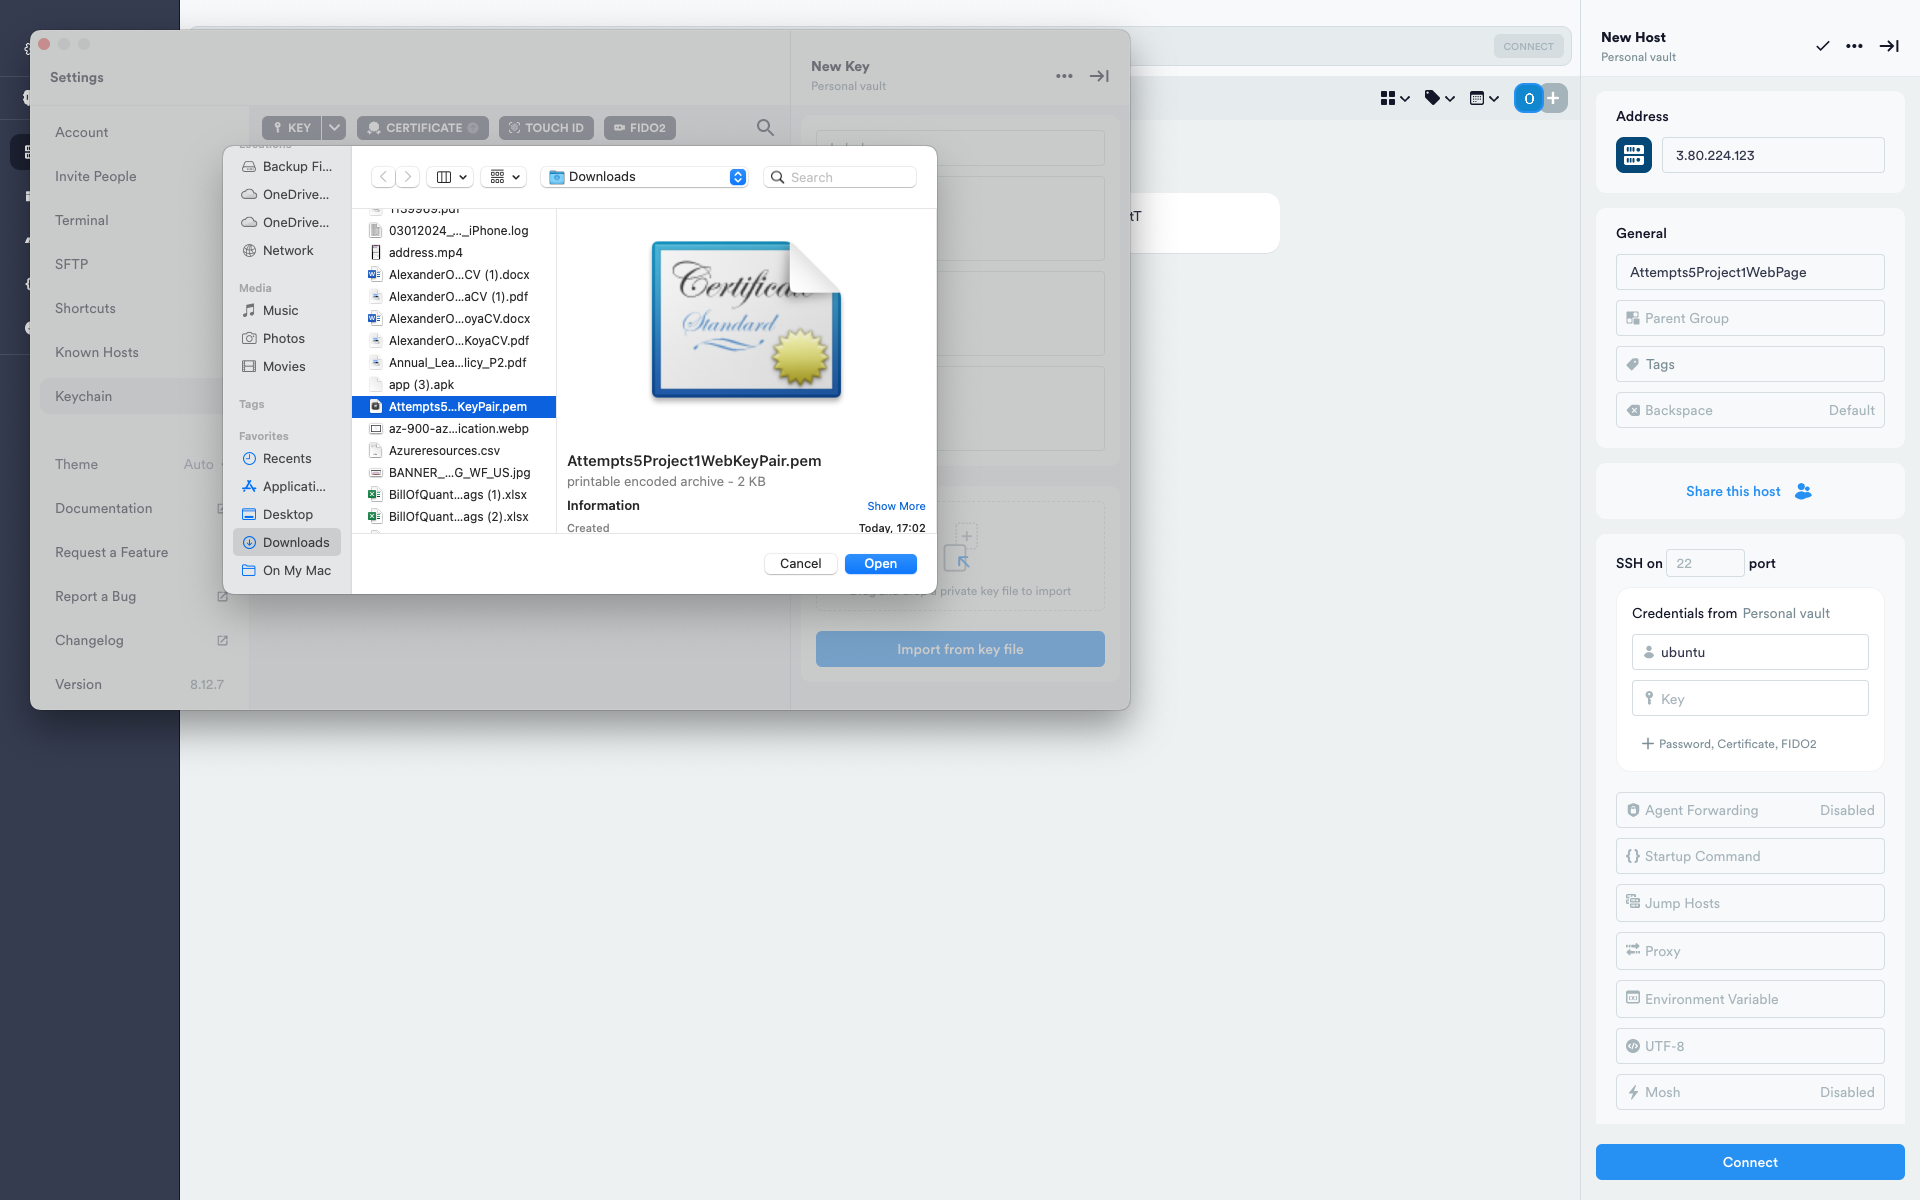 CONNECT
New Host
Personal vault
Settings
New Key
Personal vault
Account
Invite People
Terminal
SFTP
Shortcuts
Known Hosts
Keychain
Theme
Auto
Documentation
Request a Feature
Report a Bug
Changelog
Version
8.12.7
KEY
CERTIFICATE
TOUCH ID
FIDO2
Backup Fi...
OneDrive...
OneDrive...
Network
Media
Music
Photos
Movies
Tags
Favorites
Recents
Applicati...
Desktop
Downloads
On My Mac
Downloads
Search
1139969.pdf
03012024_..._iPhone.log
address.mp4
AlexanderO...CV (1).docx
AlexanderO...aCV (1).pdf
AlexanderO...oyaCV.docx
AlexanderO...KoyaCV.pdf
Annual_Lea...licy_P2.pdf
app (3).apk
Attempts5...KeyPair.pem
az-900-az...ication.webp
Azureresources.csv
BANNER_...G_WF_US.jpg
BillOfQuant...ags (1).xlsx
BillOfQuant...ags (2).xlsx
Certificate
Standard
Attempts5Project1WebKeyPair.pem
printable encoded archive - 2 KB
Information
Show More
Created
Today, 17:02
Cancel
Open
a private key file to import
Import from key file
tT
Address
3.80.224.123
General
Attempts5Project1WebPage
Parent Group
Tags
Backspace
Default
Share this host
SSH on
22
port
Credentials from Personal vault
ubuntu
Key
Password, Certificate, FIDO2
Agent Forwarding
Disabled
Startup Command
Jump Hosts
Proxy
Environment Variable
UTF-8
Mosh
Disabled
Connect